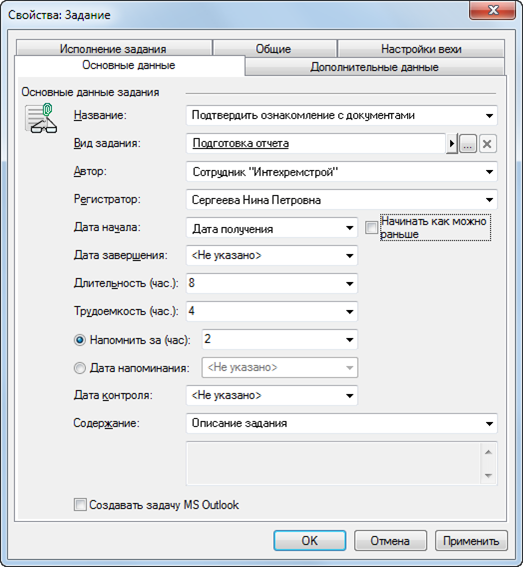 Свойства: Задание
Исполнение задания Общие Настройки вехи
Основные данные Дополнительные данные
Основные данные задания
Название: Подтвердить ознакомление с документами
Вид задания: Подготовка отчета ...
Автор: Сотрудник "Интехремстрой"
Регистратор: Сергеева Нина Петровна
Дата начала: Дата получения Начинать как можно
раньше
Дата завершения: <Не указано>
Длительность (час.): 8
Трудоемкость (час.): 4
Напомнить за (час): 2
Дата напоминания: <Не указано>
Дата контроля: <Не указано>
Содержание: Описание задания
Создавать задачу MS Outlook
OK Отмена Применить